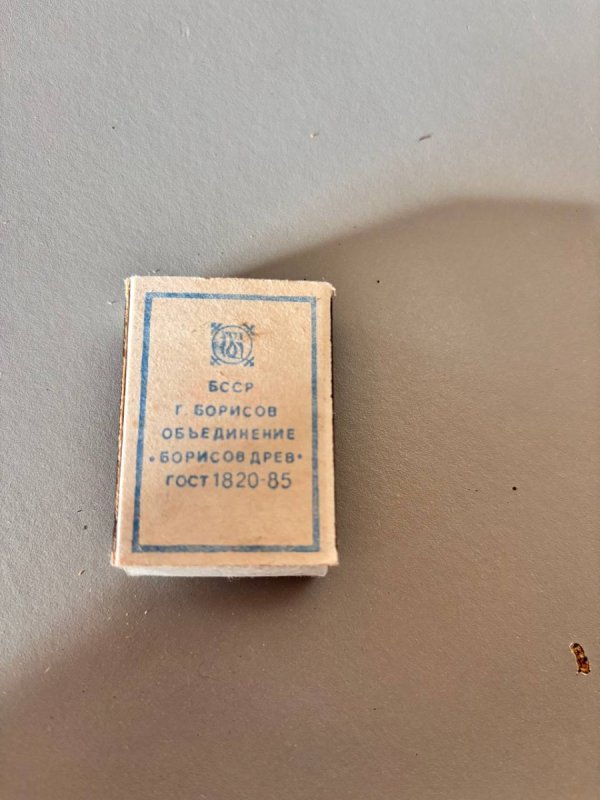 БССР
Г. БОРИСОВ
ОБЪЕДИНЕНИЕ
«БОРИСОВДРЕВ»
ГОСТ 1820-85